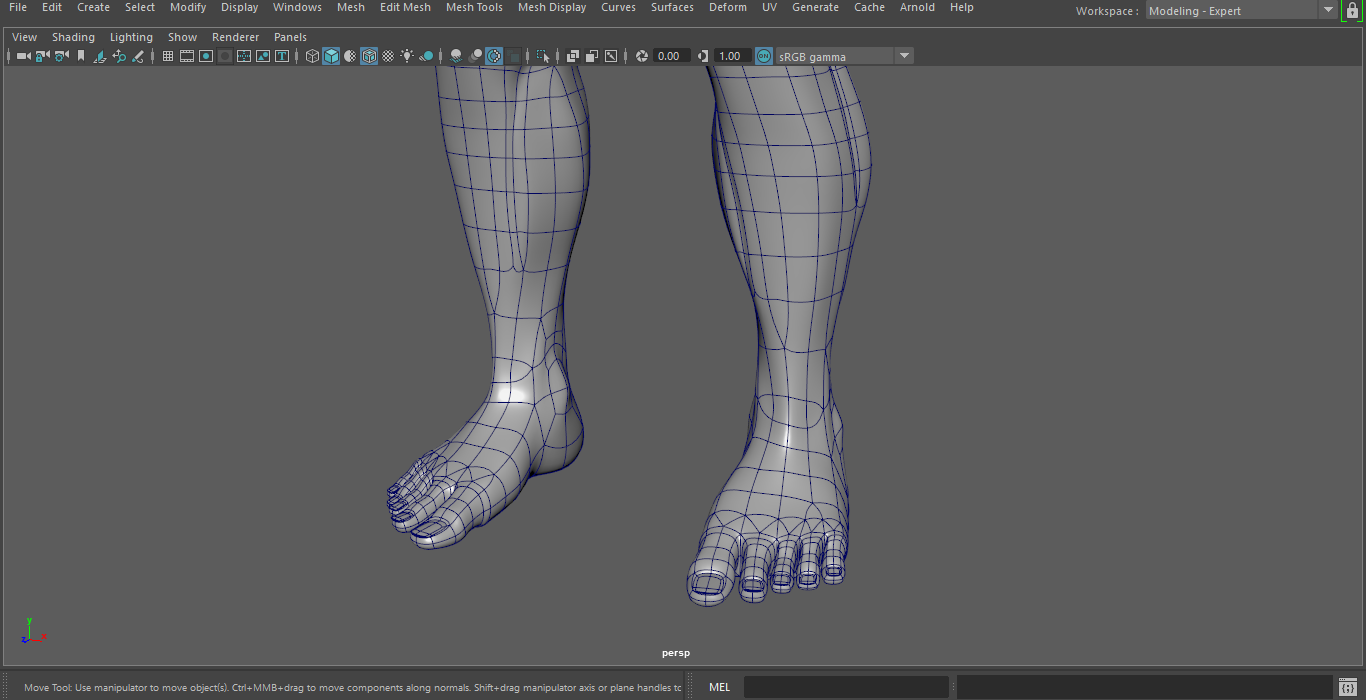 File Edit Create Select Modify Display Windows Mesh Edit Mesh Mesh Tools Mesh Display Curves Surfaces Deform UV Generate Cache Arnold Help Workspace : Modeling - Expert
View Shading Lighting Show Renderer Panels
0.00 1.00 ON sRGB gamma
y
z x
persp
Move Tool: Use manipulator to move object(s). Ctrl+MMB+drag to move components along normals. Shift+drag manipulator axis or plane handles to MEL